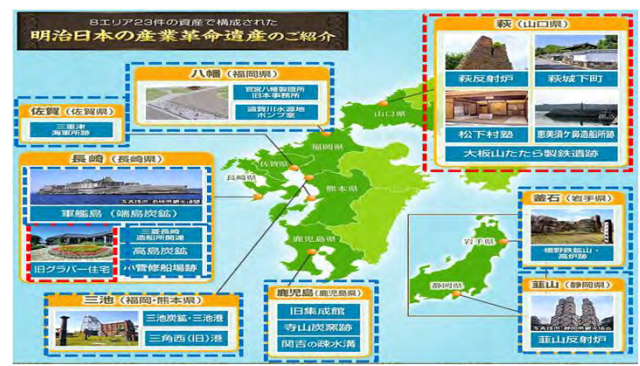 8エリア23件の資産で構成された
明治日本の産業革命遺産のご紹介
萩（山口県）
萩反射炉
萩城下町
松下村塾
恵美須ケ鼻造船所跡
大板山たたら製鉄遺跡
八幡（福岡県）
官営八幡製鐵所
旧本事務所
遠賀川水源地
ポンプ室
佐賀（佐賀県）
三重津
海軍所跡
長崎（長崎県）
軍艦島（端島炭鉱）
旧グラバー住宅
三菱長崎
造船所関連
高島炭鉱
小菅修船場跡
三池（福岡・熊本県）
三池炭鉱・三池港
三角西（旧）港
鹿児島（鹿児島県）
旧集成館
寺山炭窯跡
関吉の疎水溝
釜石（岩手県）
橋野鉄鉱山・
高炉跡
韮山（静岡県）
韮山反射炉
山口県
福岡県
佐賀県
長崎県
熊本県
鹿児島県
岩手県
静岡県